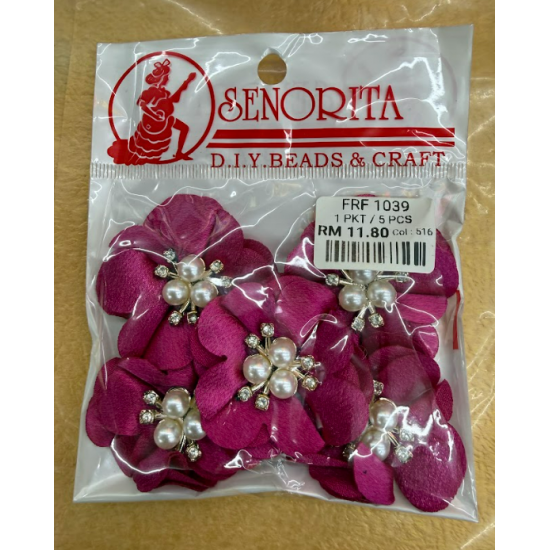 SENORITA
D.I.Y. BEADS & CRAFT
FRF 1039
1 PKT / 5 PCS
RM 11.80 Col : 516